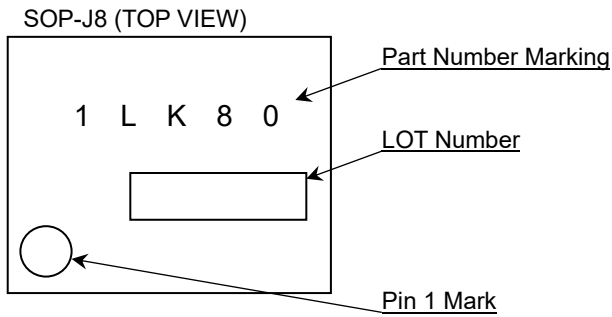 SOP-J8 (TOP VIEW)
Part Number Marking
1 L K 8 0
LOT Number
Pin 1 Mark